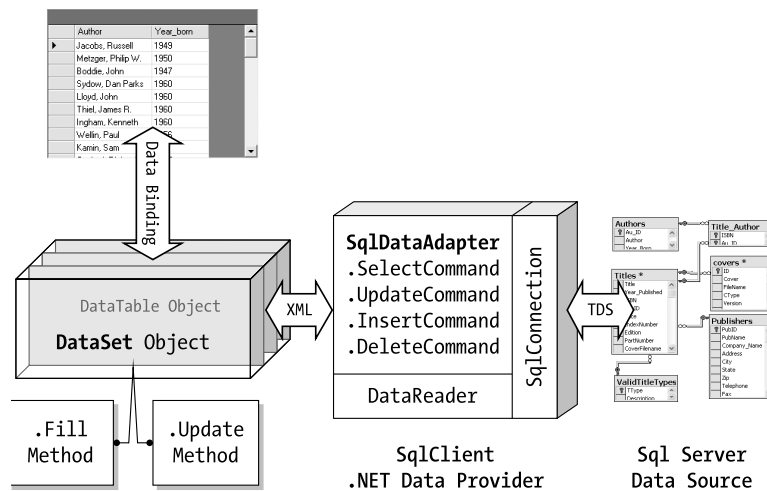 Author Year_born
Jacobs, Russell 1949
Metzger, Philip W. 1950
Boddie, John 1947
Sydow, Dan Parks 1960
Lloyd, John 1960
Thiel, James R. 1960
Ingham, Kenneth 1960
Wellin, Paul
Kamin, Sam
Data Binding
DataTable Object
DataSet Object
.Fill
Method
.Update
Method
XML
SqlDataAdapter
.SelectCommand
.UpdateCommand
.InsertCommand
.DeleteCommand
DataReader
SqlConnection
SqlClient
.NET Data Provider
TDS
Authors
Au_ID
Author
Year_Born
Title_Author
ISBN
Au_ID
covers *
ID
Cover
FileName
CType
Version
Titles *
Title
Year_Published
IndexNumber
Edition
PartNumber
CoverFilename
Publishers
PubID
PubName
Company_Name
Address
City
State
Zip
Telephone
Fax
ValidTitleTypes
TType
Description
Sql Server
Data Source